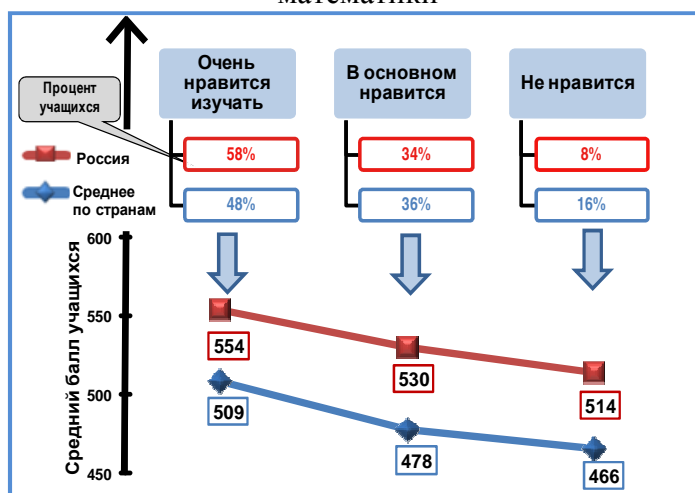 математики
Очень
нравится
изучать
В основном
нравится
Не нравится
Процент
учащихся
58%
34%
8%
Россия
48%
36%
16%
Среднее
по странам
600
550
500
450
Средний балл учащихся
554
530
514
509
478
466